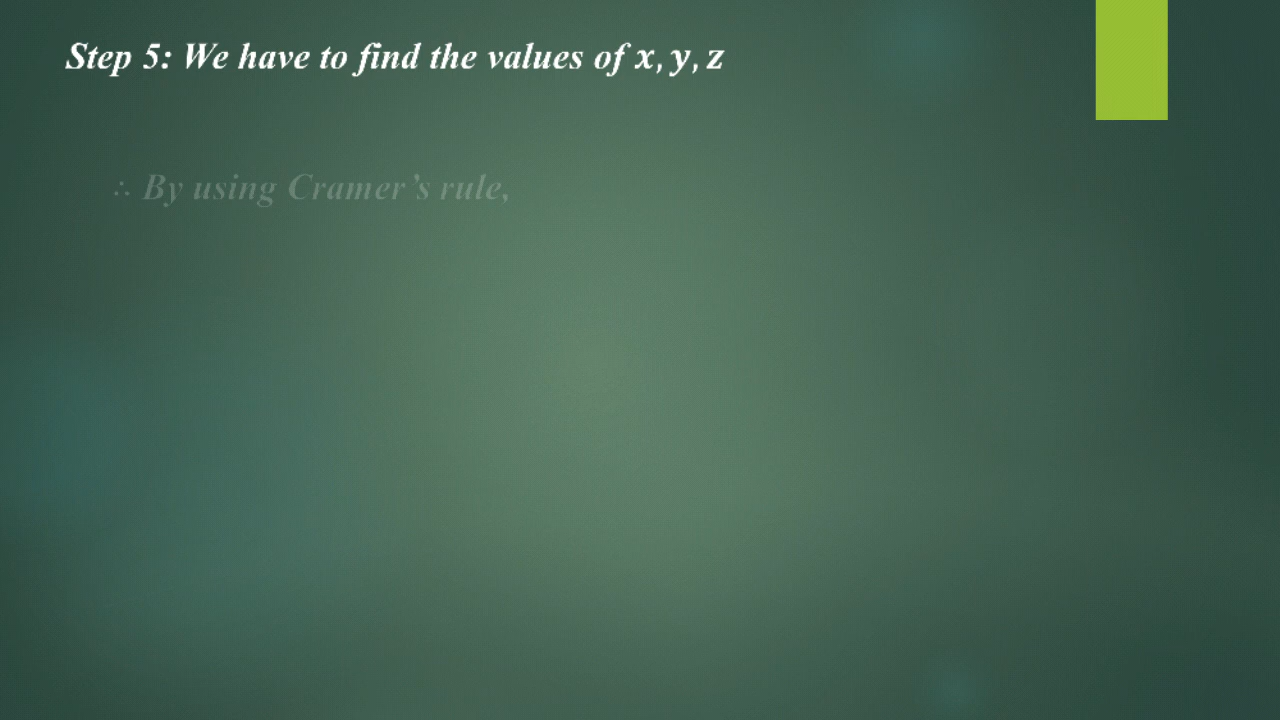 Step 5: We have to find the values of x, y, z
∴ By using Cramer’s rule,